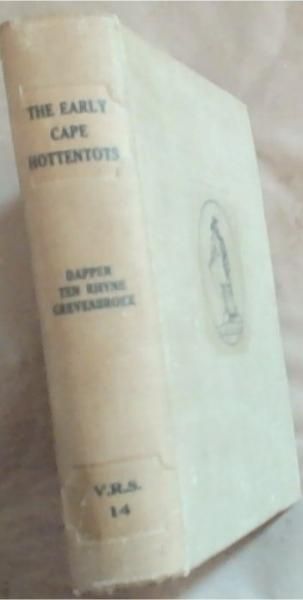 THE EARLY
CAPE
HOTTENTOTS
DAPPER
TEN RHYNE
GREVENBROEK
V.R.S.
14